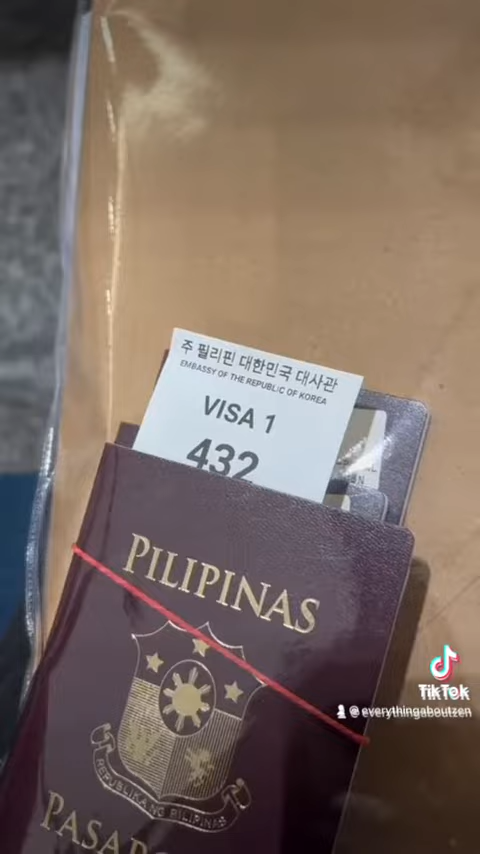 주 필리핀 대한민국 대사관
EMBASSY OF THE REPUBLIC OF KOREA
VISA 1
432
PILIPINAS
REPUBLIKA NG PILIPINAS
TikTok
@everythingaboutzen